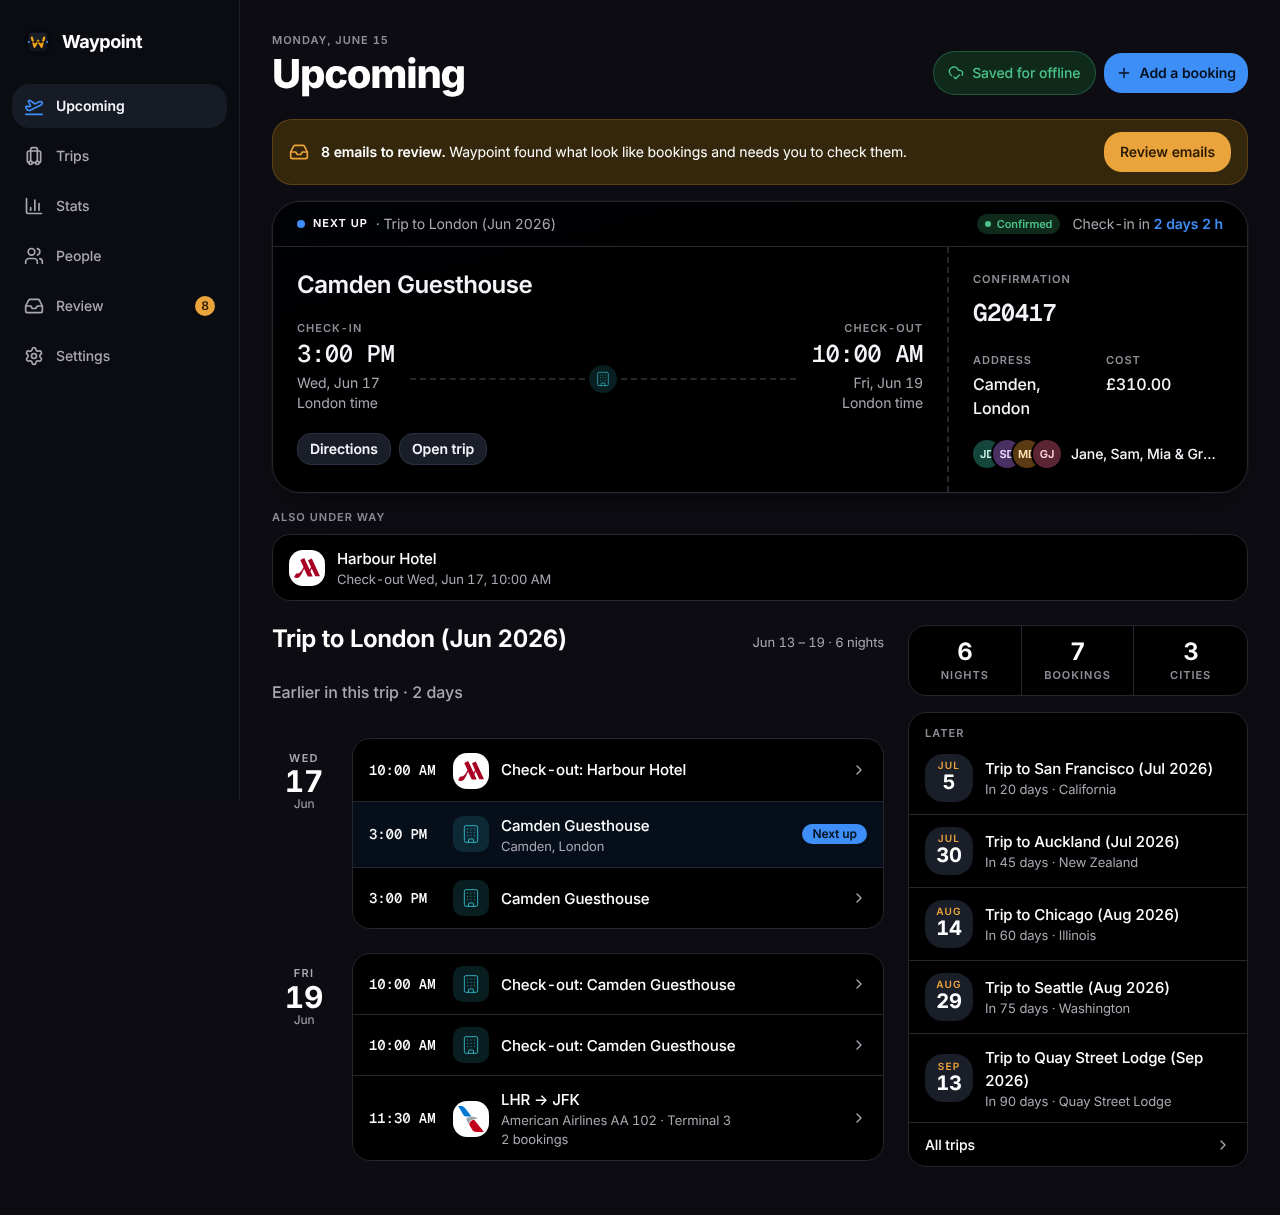 Waypoint
Upcoming
Trips
Stats
People
Review
8
Settings
MONDAY, JUNE 15
Upcoming
Saved for offline
Add a booking
8 emails to review. Waypoint found what look like bookings and needs you to check them.
Review emails
NEXT UP · Trip to London (Jun 2026)
Confirmed
Check-in in 2 days 2 h
Camden Guesthouse
CHECK-IN
3:00 PM
Wed, Jun 17
London time
CHECK-OUT
10:00 AM
Fri, Jun 19
London time
Directions
Open trip
CONFIRMATION
G20417
ADDRESS
Camden,
London
COST
£310.00
GJ
Jane, Sam, Mia & Gr...
ALSO UNDER WAY
Harbour Hotel
Check-out Wed, Jun 17, 10:00 AM
Trip to London (Jun 2026)
Jun 13 – 19 · 6 nights
Earlier in this trip · 2 days
WED
17
Jun
10:00 AM
Check-out: Harbour Hotel
3:00 PM
Camden Guesthouse
Camden, London
Next up
3:00 PM
Camden Guesthouse
FRI
19
Jun
10:00 AM
Check-out: Camden Guesthouse
10:00 AM
Check-out: Camden Guesthouse
11:30 AM
LHR → JFK
American Airlines AA 102 · Terminal 3
2 bookings
6
NIGHTS
7
BOOKINGS
3
CITIES
LATER
JUL
5
Trip to San Francisco (Jul 2026)
In 20 days · California
JUL
30
Trip to Auckland (Jul 2026)
In 45 days · New Zealand
AUG
14
Trip to Chicago (Aug 2026)
In 60 days · Illinois
AUG
29
Trip to Seattle (Aug 2026)
In 75 days · Washington
SEP
13
Trip to Quay Street Lodge (Sep
2026)
In 90 days · Quay Street Lodge
All trips